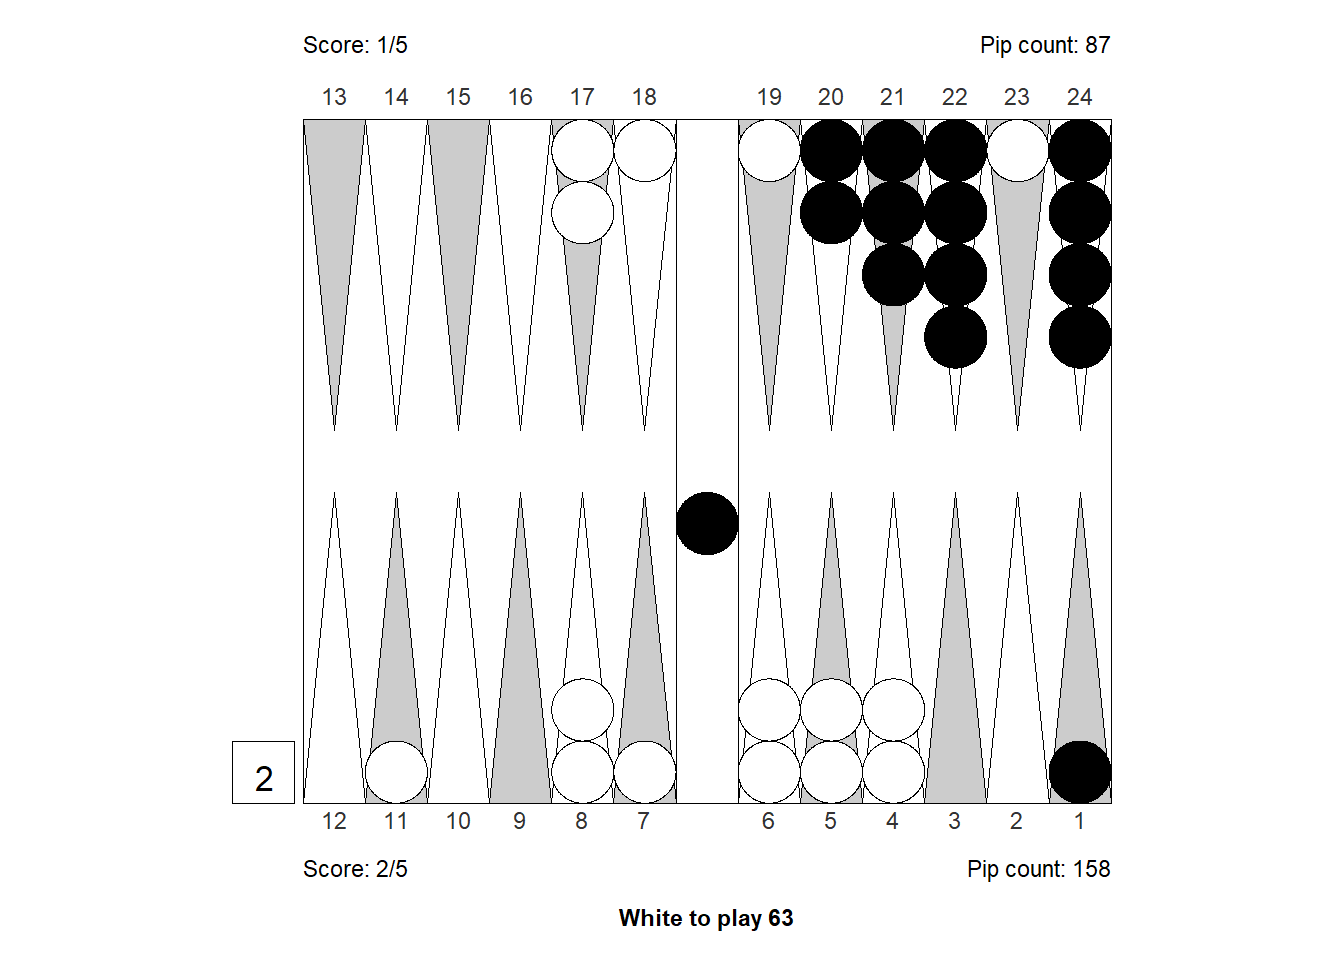 Score: 1/5 Pip count: 87
13 14 15 16 17 18 19 20 21 22 23 24
2
12 11 10 9 8 7 6 5 4 3 2 1
Score: 2/5 Pip count: 158
White to play 63